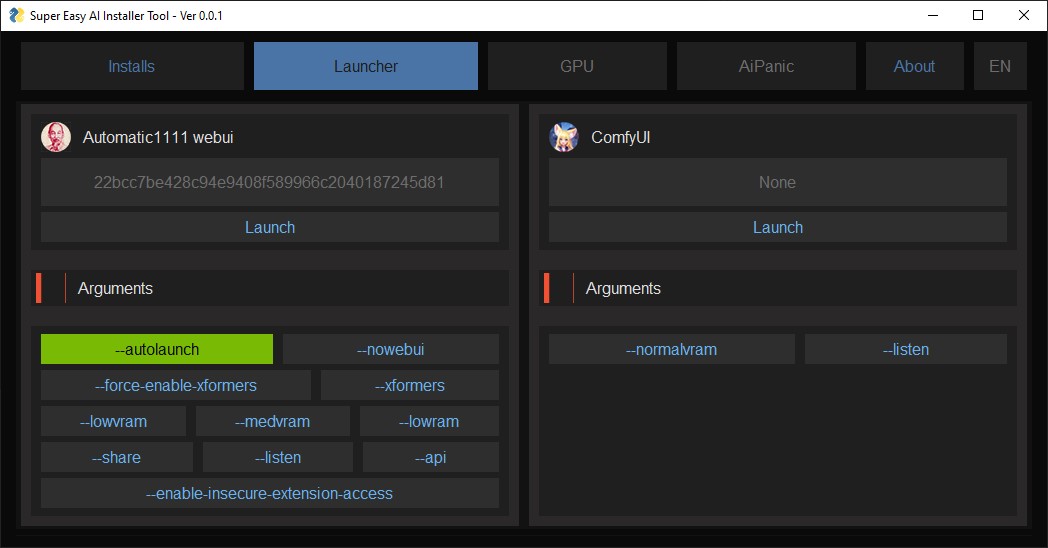 Super Easy AI Installer Tool - Ver 0.0.1
Installs
Launcher
GPU
AiPanic
About
EN
Automatic1111 webui
22bcc7be428c94e9408f589966c2040187245d81
Launch
Arguments
--autolaunch
--nowebui
--force-enable-xformers
--xformers
--lowvram
--medvram
--lowram
--share
--listen
--api
--enable-insecure-extension-access
ComfyUI
None
Launch
Arguments
--normalvram
--listen